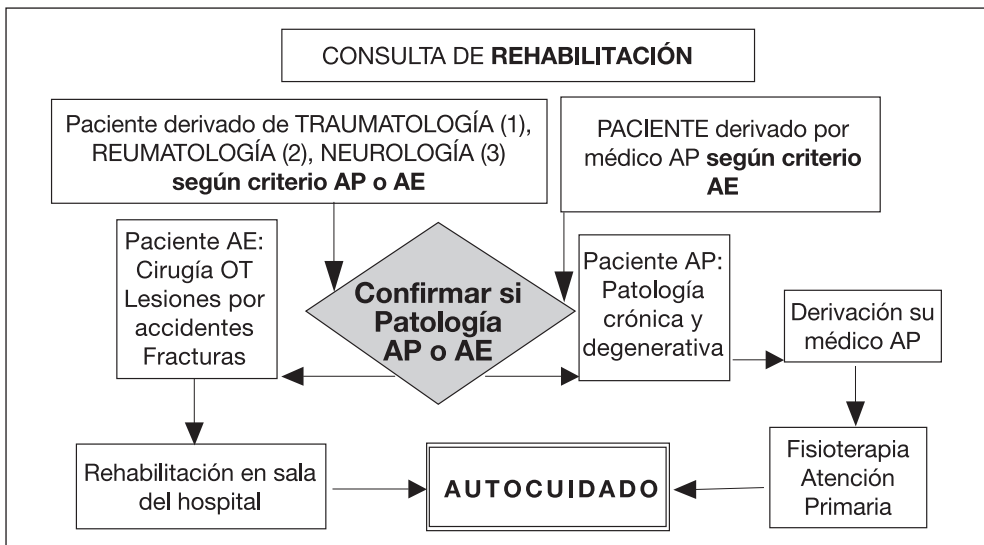 CONSULTA DE REHABILITACIÓN
Paciente derivado de TRAUMATOLOGÍA (1),
REUMATOLOGÍA (2), NEUROLOGÍA (3)
según criterio AP o AE
PACIENTE derivado por
médico AP según criterio
AE
Paciente AE:
Cirugía OT
Lesiones por
accidentes
Fracturas
Confirmar si
Patología
AP o AE
Paciente AP:
Patología
crónica y
degenerativa
Derivación su
médico AP
Rehabilitación en sala
del hospital
AUTOCUIDADO
Fisioterapia
Atención
Primaria